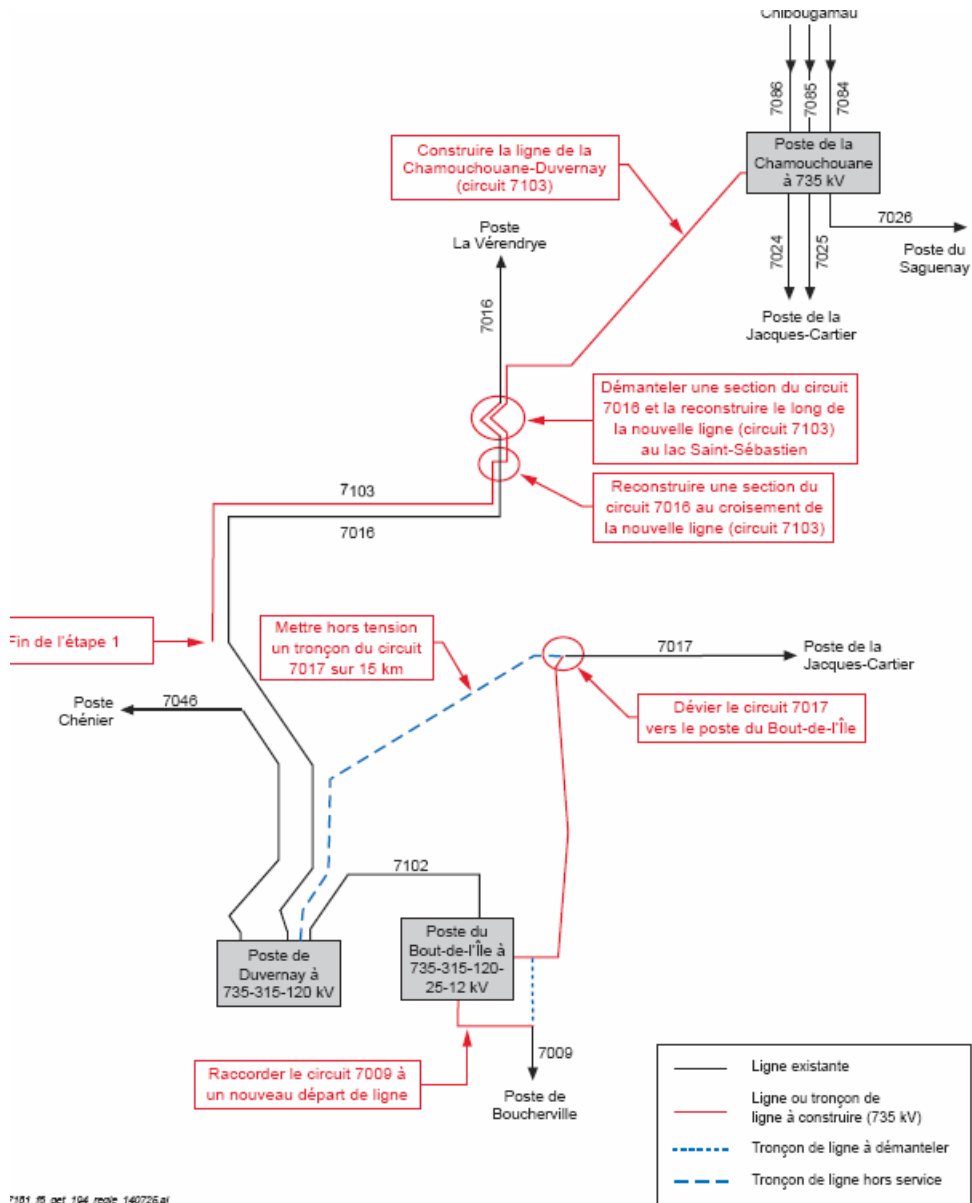 Chibougamau
7086
7085
7084
Poste de la
Chamouchouane
à 735 kV
Construire la ligne de la
Chamouchouane-Duvernay
(circuit 7103)
7026
Poste du
Saguenay
7024
7025
Poste de la
Jacques-Cartier
Poste
La Vérendrye
7016
Démanteler une section du circuit
7016 et la reconstruire le long de
la nouvelle ligne (circuit 7103)
au lac Saint-Sébastien
Reconstruire une section du
circuit 7016 au croisement de
la nouvelle ligne (circuit 7103)
7103
7016
Fin de l'étape 1
Mettre hors tension
un tronçon du circuit
7017 sur 15 km
7017
Poste de la
Jacques-Cartier
Dévier le circuit 7017
vers le poste du Bout-de-l'Île
Poste
Chénier
7046
7102
Poste de
Duvernay à
735-315-120 kV
Poste du
Bout-de-l'Île à
735-315-120-
25-12 kV
Raccorder le circuit 7009 à
un nouveau départ de ligne
7009
Poste de
Boucherville
Ligne existante
Ligne ou tronçon de
ligne à construire (735 kV)
Tronçon de ligne à démanteler
Tronçon de ligne hors service